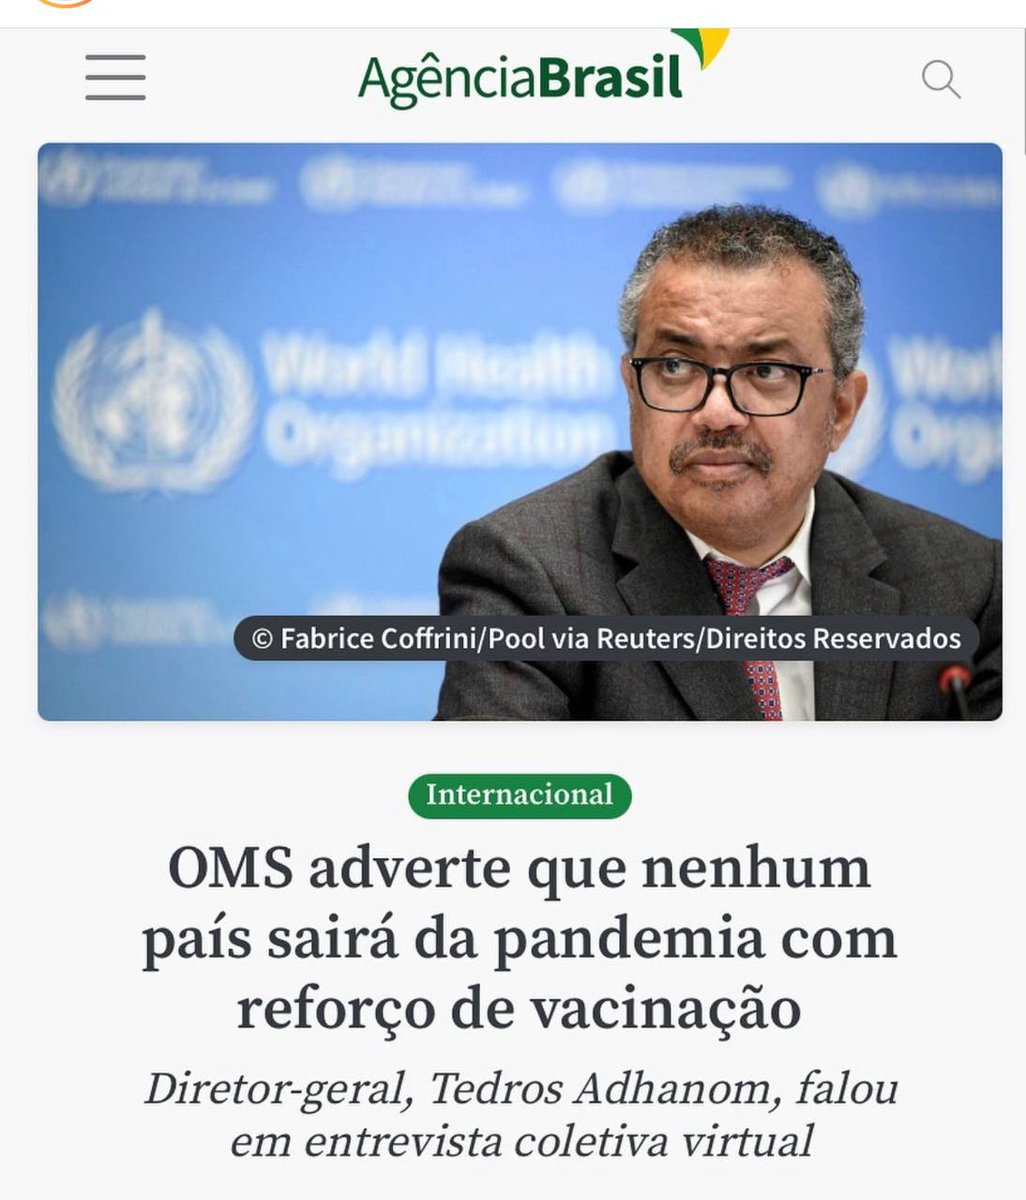 AgênciaBrasil
World Health
Organization
© Fabrice Coffrini/Pool via Reuters/Direitos Reservados
Internacional
OMS adverte que nenhum
país sairá da pandemia com
reforço de vacinação
Diretor-geral, Tedros Adhanom, falou
em entrevista coletiva virtual